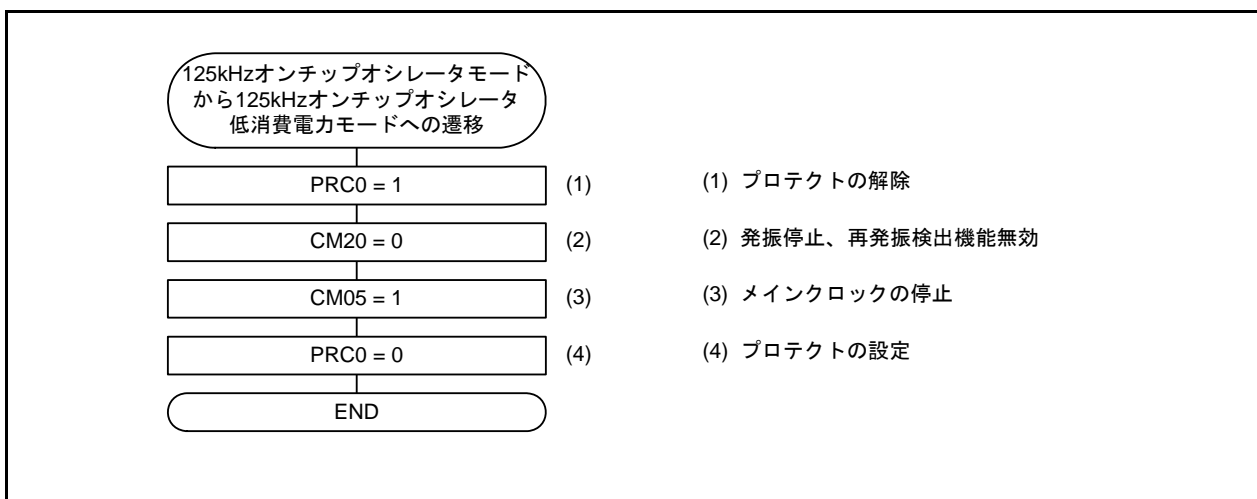 125kHzオンチップオシレータモード
から125kHzオンチップオシレータ
低消費電力モードへの遷移
PRC0 = 1
(1)
(1) プロテクトの解除
CM20 = 0
(2)
(2) 発振停止、再発振検出機能無効
CM05 = 1
(3)
(3) メインクロックの停止
PRC0 = 0
(4)
(4) プロテクトの設定
END